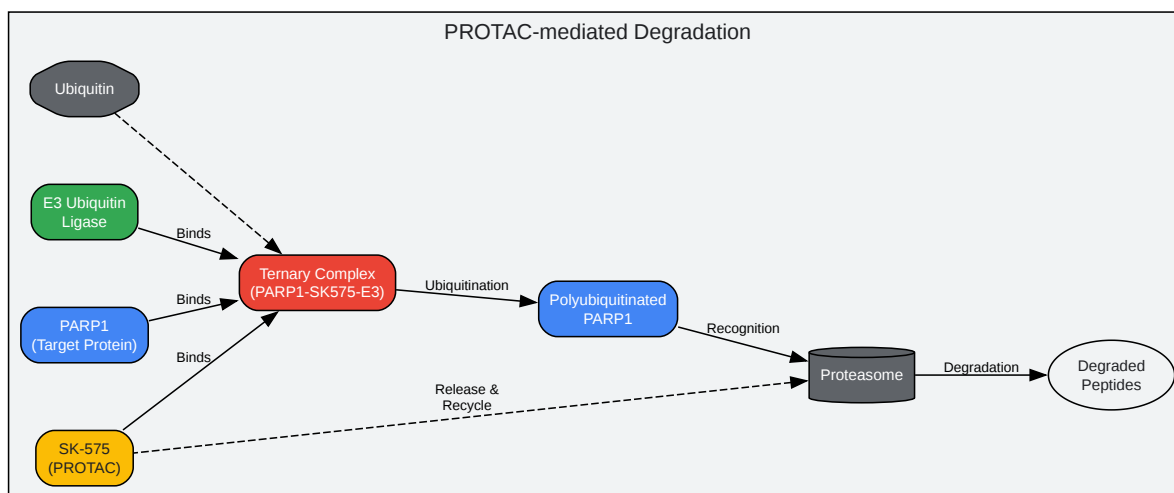 PROTAC-mediated Degradation
Ubiquitin
E3 Ubiquitin
Ligase
Binds
PARP1
(Target Protein)
Binds
SK-575
(PROTAC)
Binds
Ternary Complex
(PARP1-SK575-E3)
Ubiquitination
Polyubiquitinated
PARP1
Recognition
Release &
Recycle
Proteasome
Degradation
Degraded
Peptides